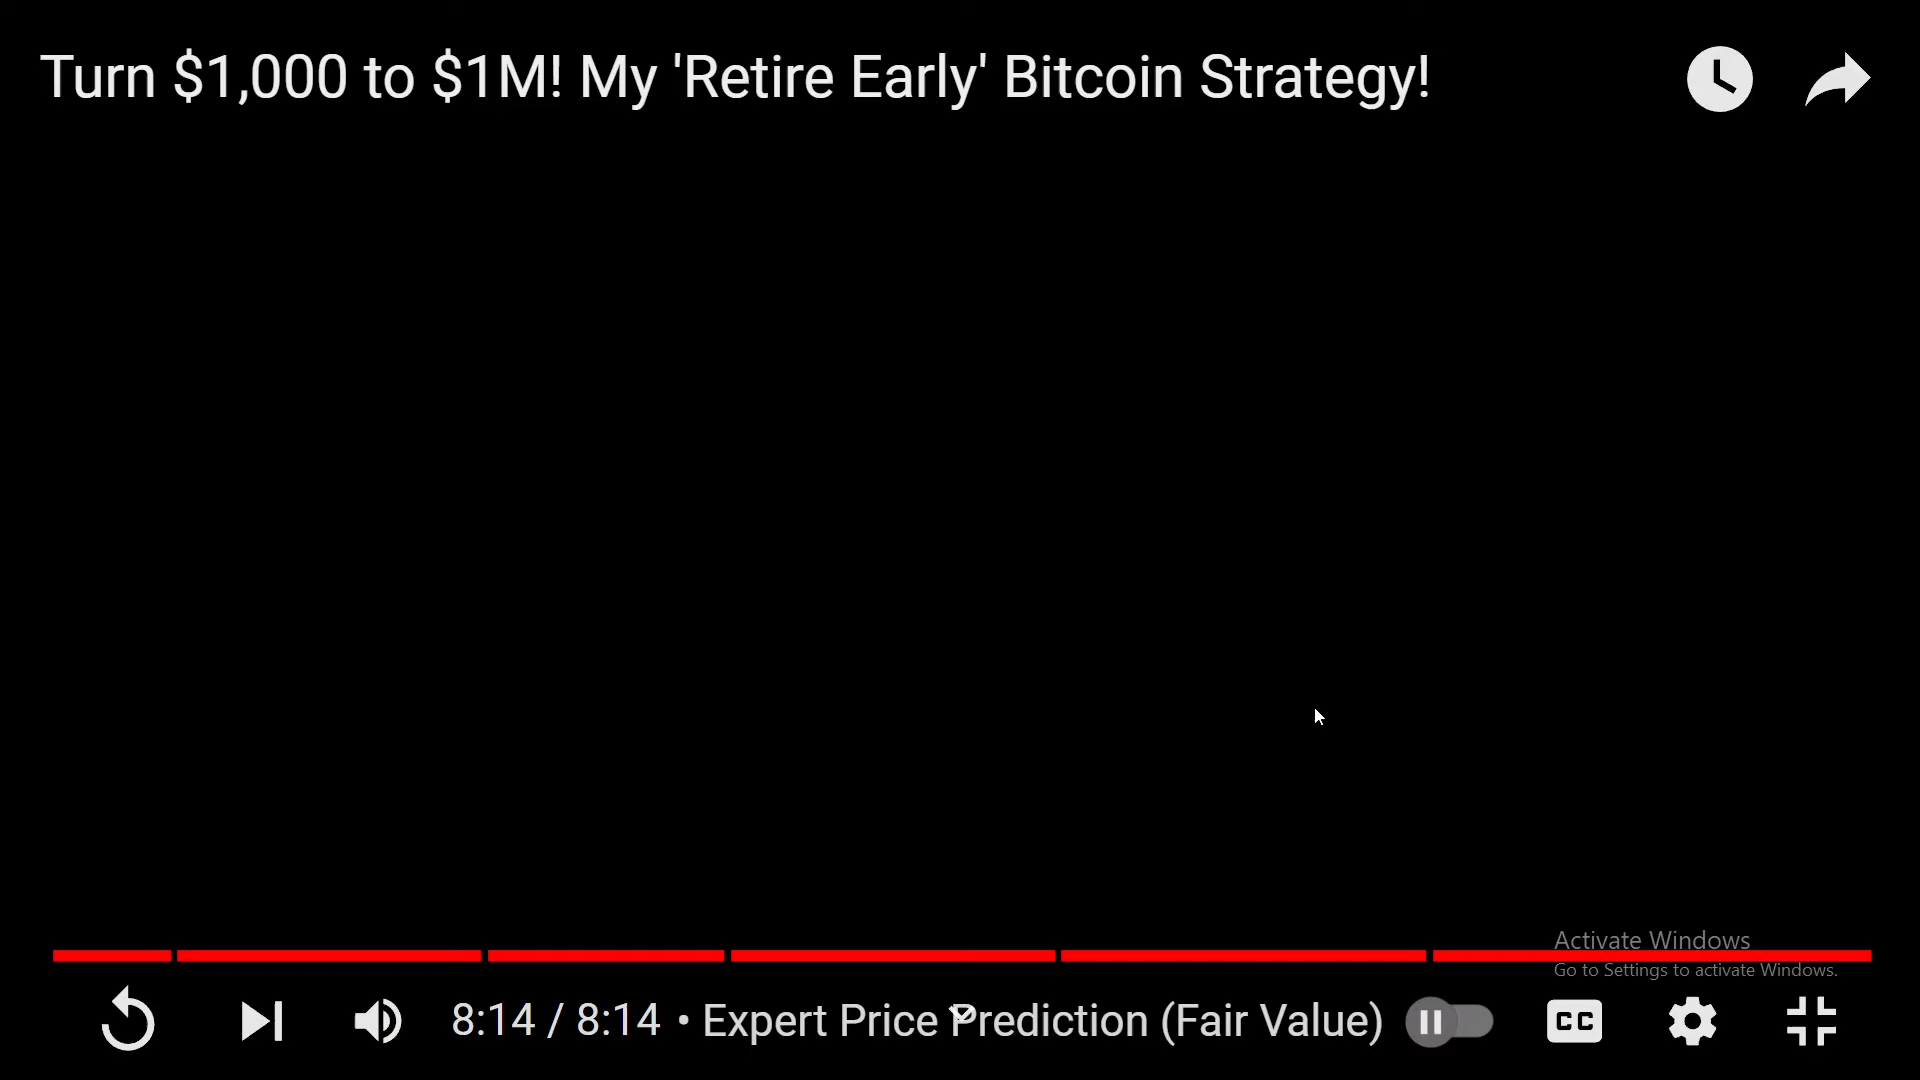 Turn $1,000 to $1M! My 'Retire Early' Bitcoin Strategy!
Activate Windows
Go to Settings to activate Windows.
8:14 / 8:14 • Expert Price Prediction (Fair Value)
CC